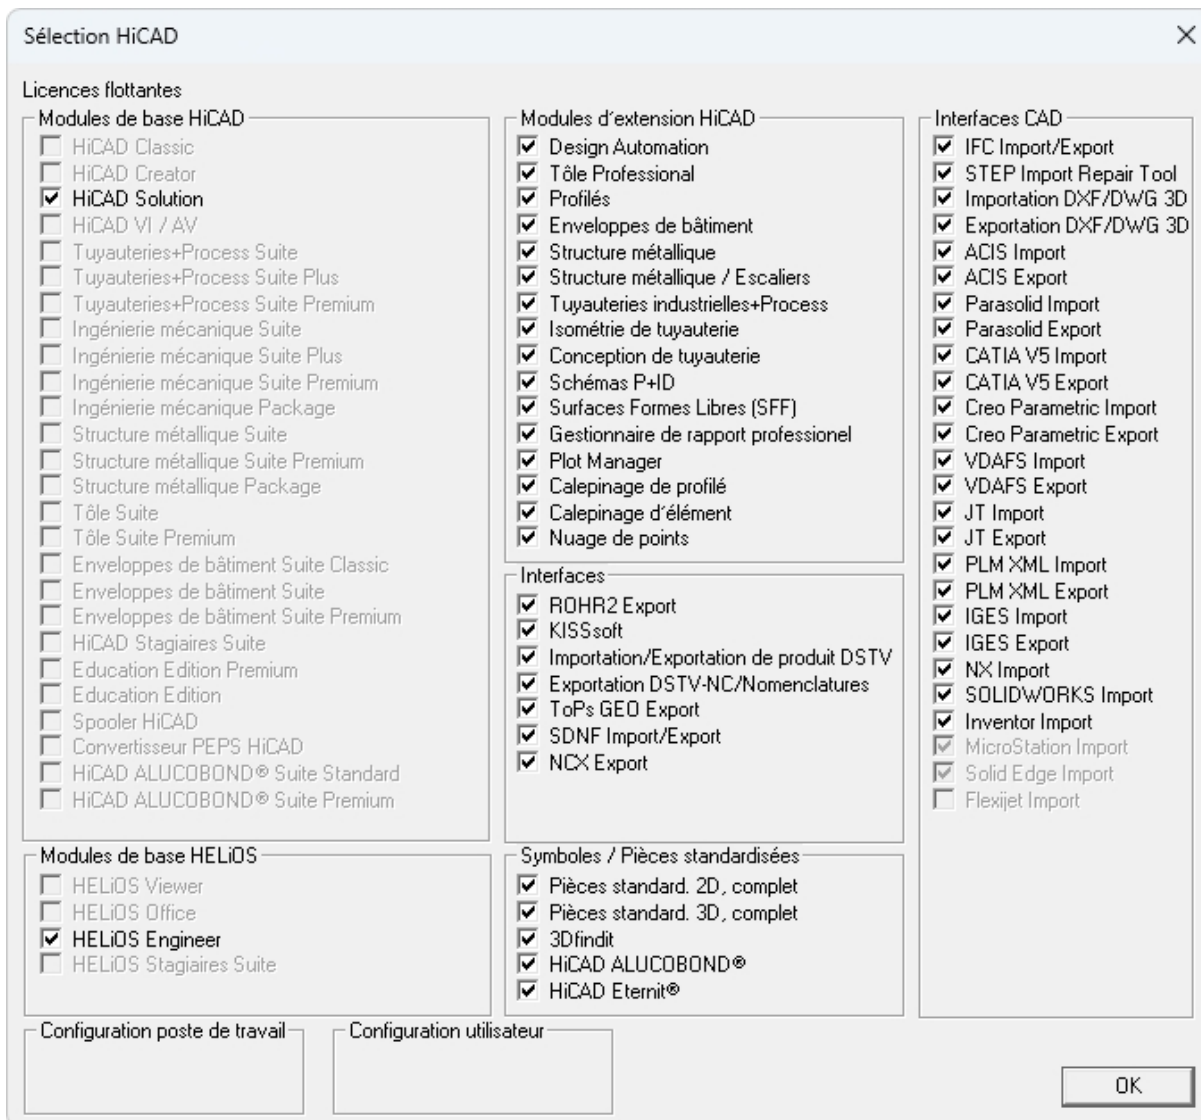 Sélection HiCAD
Licences flottantes
Modules de base HiCAD
HiCAD Classic
HiCAD Creator
HiCAD Solution
HiCAD VI / AV
Tuyauteries+Process Suite
Tuyauteries+Process Suite Plus
Tuyauteries+Process Suite Premium
Ingénierie mécanique Suite
Ingénierie mécanique Suite Plus
Ingénierie mécanique Suite Premium
Ingénierie mécanique Package
Structure métallique Suite
Structure métallique Suite Premium
Structure métallique Package
Tôle Suite
Tôle Suite Premium
Enveloppes de bâtiment Suite Classic
Enveloppes de bâtiment Suite
Enveloppes de bâtiment Suite Premium
HiCAD Stagiaires Suite
Education Edition Premium
Education Edition
Spooler HiCAD
Convertisseur PEPS HiCAD
HiCAD ALUCOBOND® Suite Standard
HiCAD ALUCOBOND® Suite Premium
Modules de base HELiOS
HELiOS Viewer
HELiOS Office
HELiOS Engineer
HELiOS Stagiaires Suite
Configuration poste de travail
Configuration utilisateur
Modules d´extension HiCAD
Design Automation
Tôle Professional
Profilés
Enveloppes de bâtiment
Structure métallique
Structure métallique / Escaliers
Tuyauteries industrielles+Process
Isométrie de tuyauterie
Conception de tuyauterie
Schémas P+ID
Surfaces Formes Libres (SFF)
Gestionnaire de rapport professionel
Plot Manager
Calepinage de profilé
Calepinage d´élément
Nuage de points
Interfaces
ROHR2 Export
KISSsoft
Importation/Exportation de produit DSTV
Exportation DSTV-NC/Nomenclatures
ToPs GEO Export
SDNF Import/Export
NCX Export
Symboles / Pièces standardisées
Pièces standard. 2D, complet
Pièces standard. 3D, complet
3Dfindit
HiCAD ALUCOBOND®
HiCAD Eternit®
Interfaces CAD
IFC Import/Export
STEP Import Repair Tool
Importation DXF/DWG 3D
Exportation DXF/DWG 3D
ACIS Import
ACIS Export
Parasolid Import
Parasolid Export
CATIA V5 Import
CATIA V5 Export
Creo Parametric Import
Creo Parametric Export
VDAFS Import
VDAFS Export
JT Import
JT Export
PLM XML Import
PLM XML Export
IGES Import
IGES Export
NX Import
SOLIDWORKS Import
Inventor Import
MicroStation Import
Solid Edge Import
Flexijet Import
OK